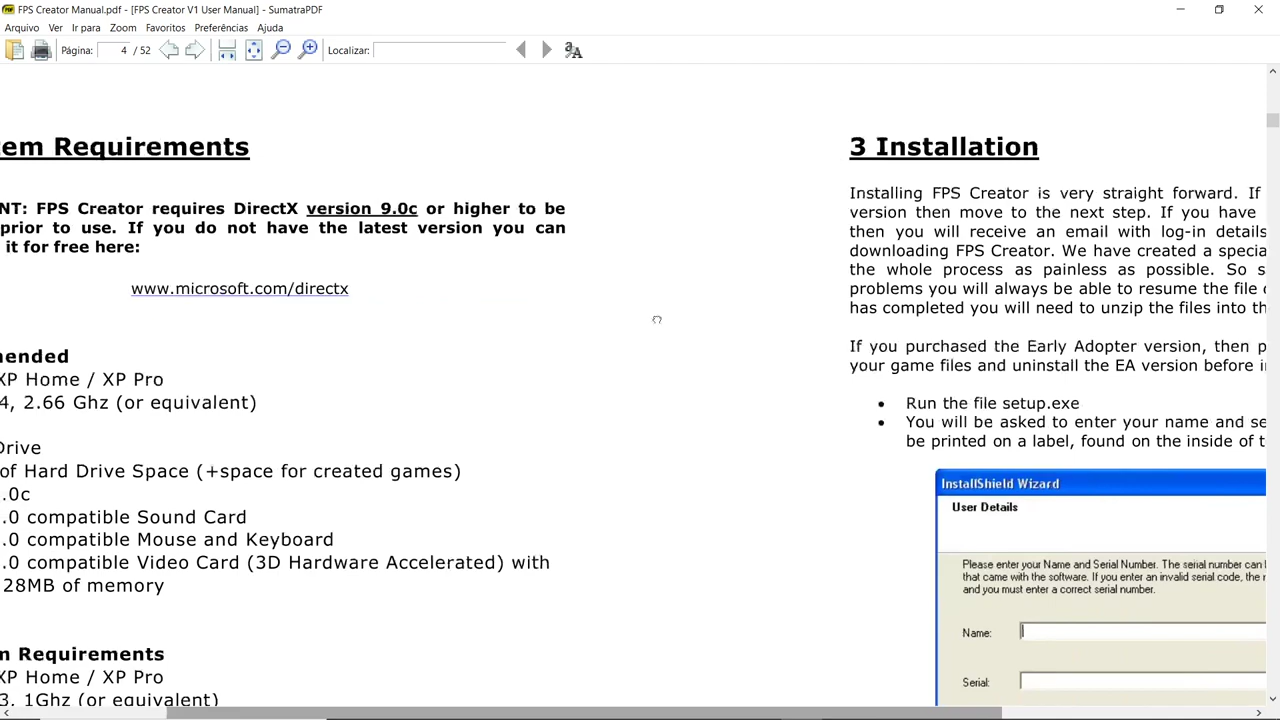 FPS Creator Manual.pdf - [FPS Creator V1 User Manual] - SumatraPDF
Arquivo Ver Ir para Zoom Favoritos Preferências Ajuda
Página: 4 / 52 Localizar:
tem Requirements
NT: FPS Creator requires DirectX version 9.0c or higher to be
prior to use. If you do not have the latest version you can
it for free here:
www.microsoft.com/directx
mended
XP Home / XP Pro
4, 2.66 Ghz (or equivalent)
Drive
of Hard Drive Space (+space for created games)
.0c
.0 compatible Sound Card
.0 compatible Mouse and Keyboard
.0 compatible Video Card (3D Hardware Accelerated) with
28MB of memory
m Requirements
XP Home / XP Pro
3, 1Ghz (or equivalent)
3 Installation
Installing FPS Creator is very straight forward. If
version then move to the next step. If you have
then you will receive an email with log-in details
downloading FPS Creator. We have created a specia
the whole process as painless as possible. So s
problems you will always be able to resume the file
has completed you will need to unzip the files into th
If you purchased the Early Adopter version, then p
your game files and uninstall the EA version before i
• Run the file setup.exe
• You will be asked to enter your name and se
be printed on a label, found on the inside of t
InstallShield Wizard
User Details
Please enter your Name and Serial Number. The serial number can
that came with the software. If you enter an invalid serial code, the
and you must enter a correct serial number.
Name:
Serial: